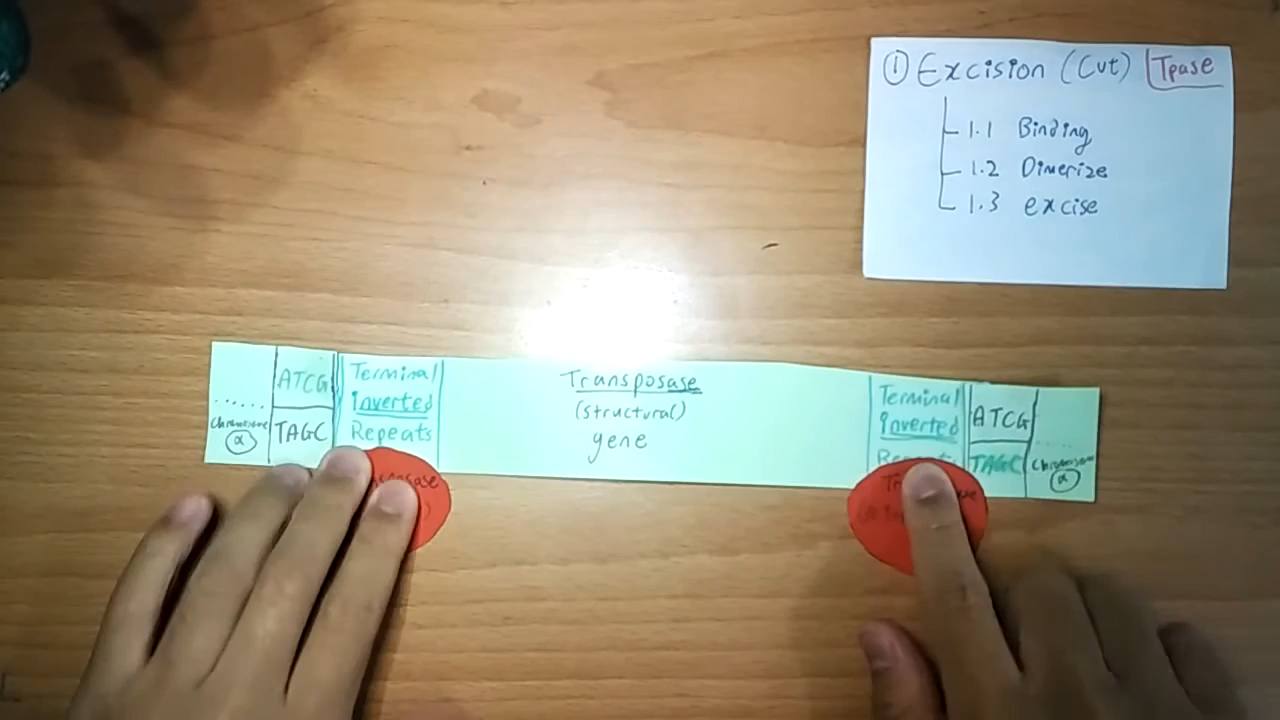 ① Excision (Cut) Tpase
1.1 Binding
1.2 Dimerize
1.3 excise
ATCG
TAGC
chromosome
α
Terminal
inverted
Repeats
Transposase
(structural)
gene
Terminal
inverted
ATCG
TAGC
chromosome
α